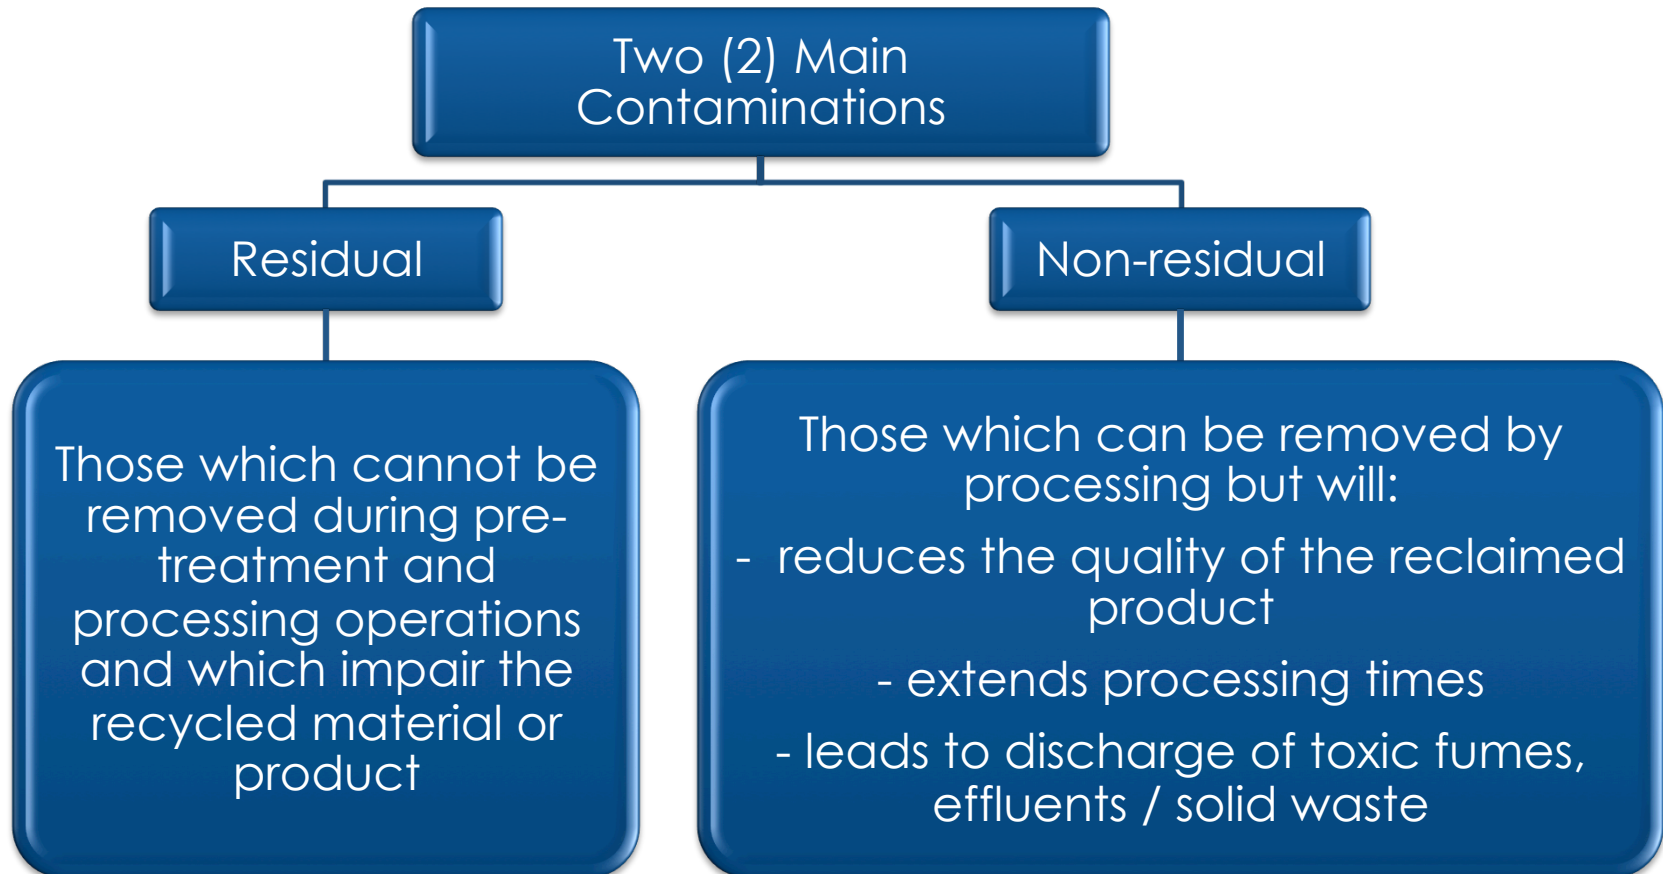 Two (2) Main
Contaminations
Residual
Non-residual
Those which cannot be
removed during pre-
treatment and
processing operations
and which impair the
recycled material or
product
Those which can be removed by
processing but will:
- reduces the quality of the reclaimed
product
- extends processing times
- leads to discharge of toxic fumes,
effluents / solid waste